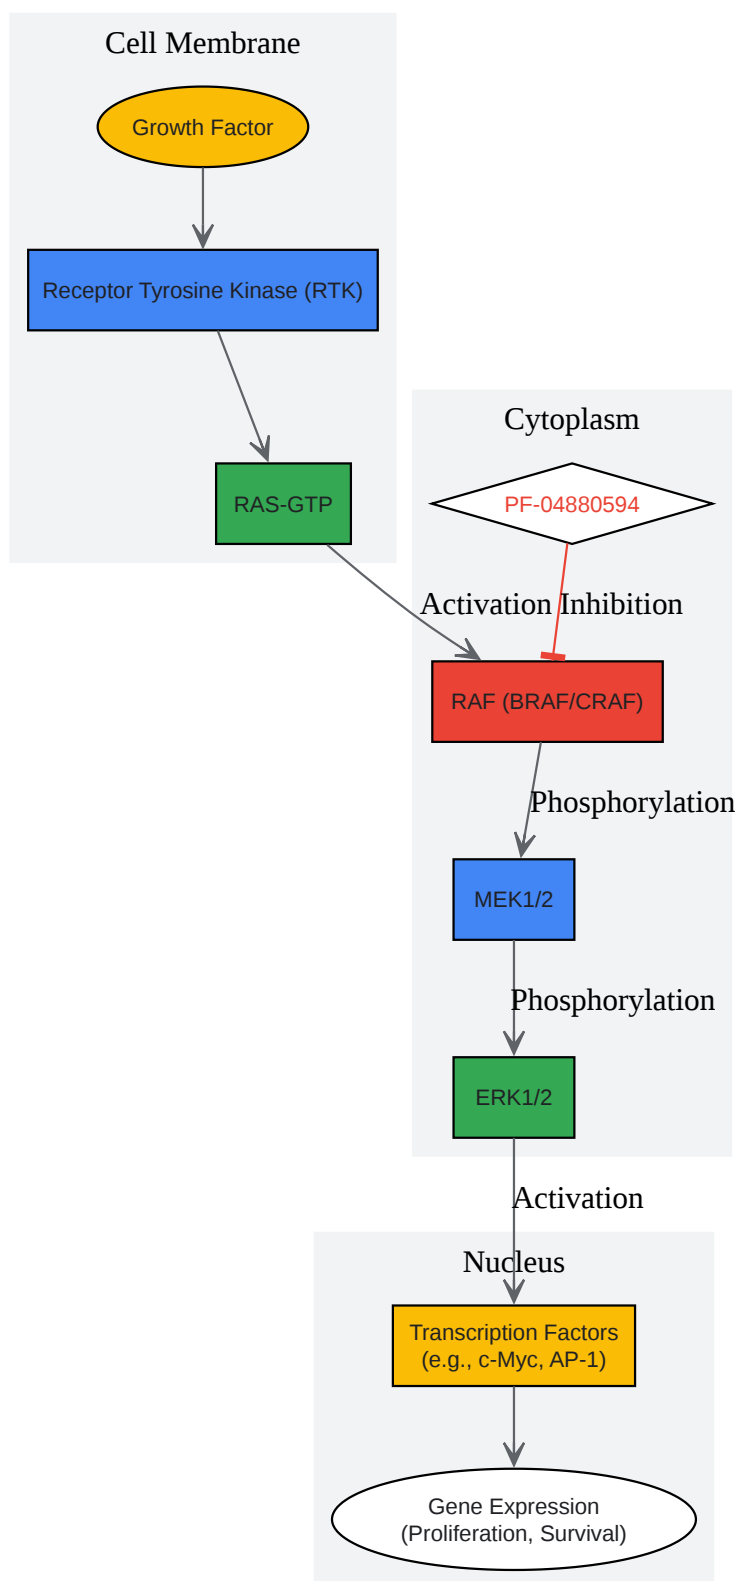 Cell Membrane
Growth Factor
Receptor Tyrosine Kinase (RTK)
RAS-GTP
Cytoplasm
PF-04880594
Activation
Inhibition
RAF (BRAF/CRAF)
Phosphorylation
MEK1/2
Phosphorylation
ERK1/2
Activation
Nucleus
Transcription Factors
(e.g., c-Myc, AP-1)
Gene Expression
(Proliferation, Survival)